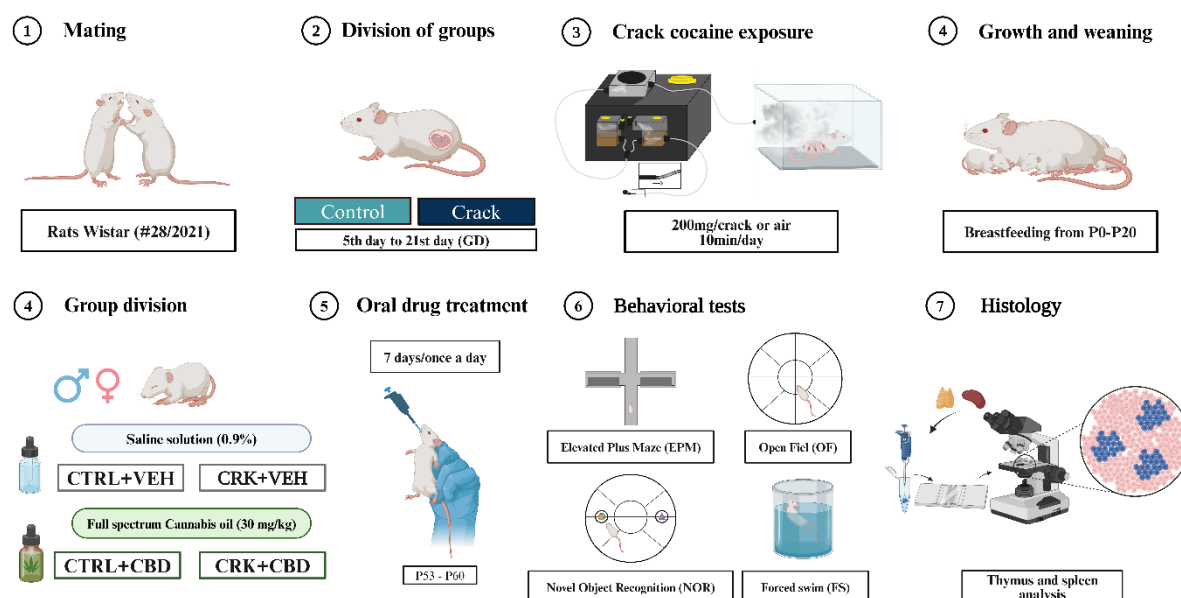 1 Mating
2 Division of groups
3 Crack cocaine exposure
4 Growth and weaning
Rats Wistar (#28/2021)
Control
Crack
5th day to 21st day (GD)
200mg/crack or air
10min/day
Breastfeeding from P0-P20
4 Group division
Saline solution (0.9%)
CTRL+VEH
CRK+VEH
Full spectrum Cannabis oil (30 mg/kg)
CTRL+CBD
CRK+CBD
5 Oral drug treatment
7 days/once a day
P53 - P60
6 Behavioral tests
Elevated Plus Maze (EPM)
Open Fiel (OF)
Novel Object Recognition (NOR)
Forced swim (FS)
7 Histology
Thymus and spleen
analysis